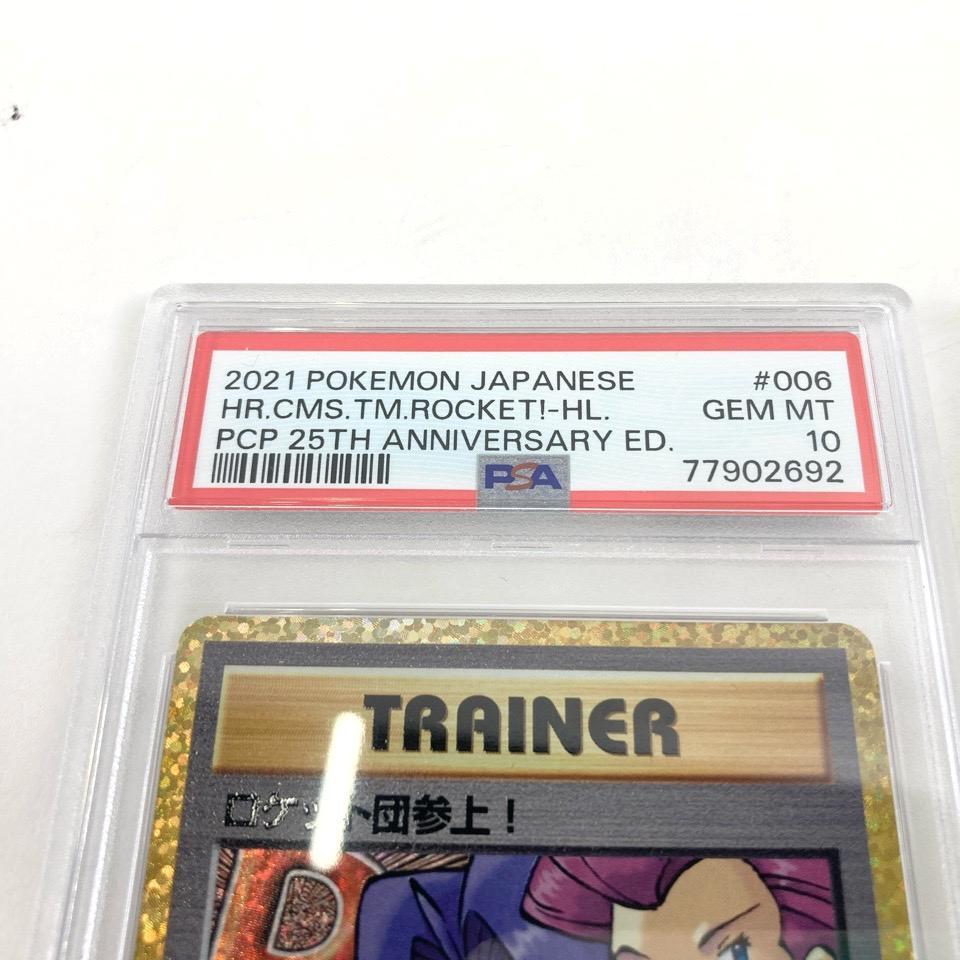 2021 POKEMON JAPANESE #006
HR.CMS.TM.ROCKET!-HL. GEM MT
PCP 25TH ANNIVERSARY ED. 10
PSA 77902692
TRAINER
ロケット団参上!
R